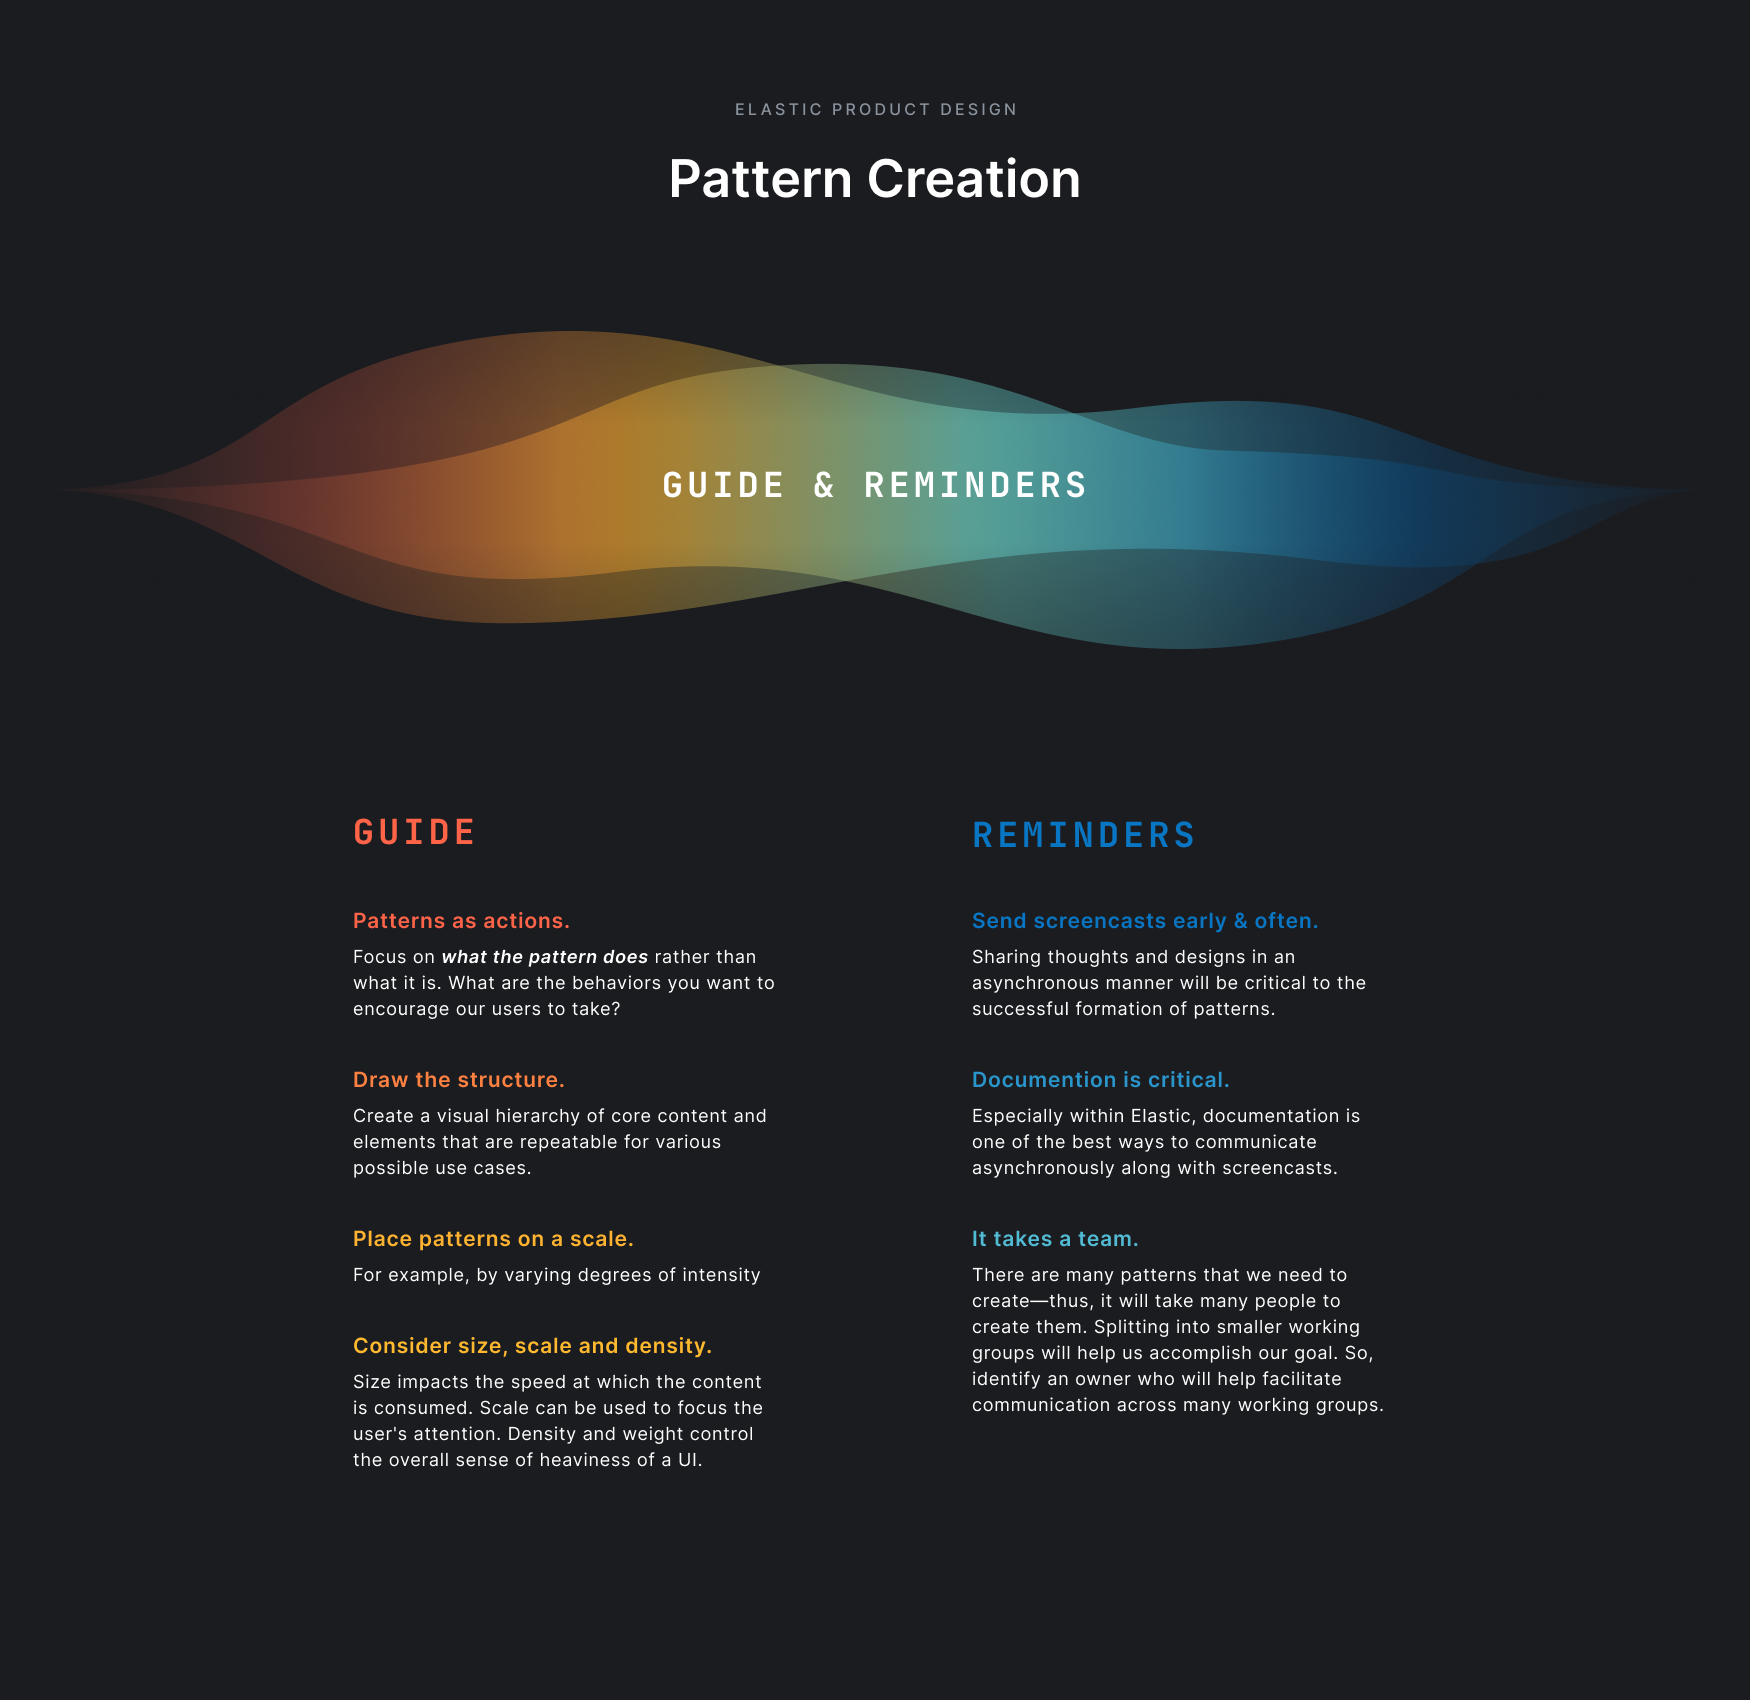 ELASTIC PRODUCT DESIGN
Pattern Creation
GUIDE & REMINDERS
GUIDE
Patterns as actions.
Focus on what the pattern does rather than
what it is. What are the behaviors you want to
encourage our users to take?
Draw the structure.
Create a visual hierarchy of core content and
elements that are repeatable for various
possible use cases.
Place patterns on a scale.
For example, by varying degrees of intensity
Consider size, scale and density.
Size impacts the speed at which the content
is consumed. Scale can be used to focus the
user's attention. Density and weight control
the overall sense of heaviness of a UI.
REMINDERS
Send screencasts early & often.
Sharing thoughts and designs in an
asynchronous manner will be critical to the
successful formation of patterns.
Documention is critical.
Especially within Elastic, documentation is
one of the best ways to communicate
asynchronously along with screencasts.
It takes a team.
There are many patterns that we need to
create—thus, it will take many people to
create them. Splitting into smaller working
groups will help us accomplish our goal. So,
identify an owner who will help facilitate
communication across many working groups.